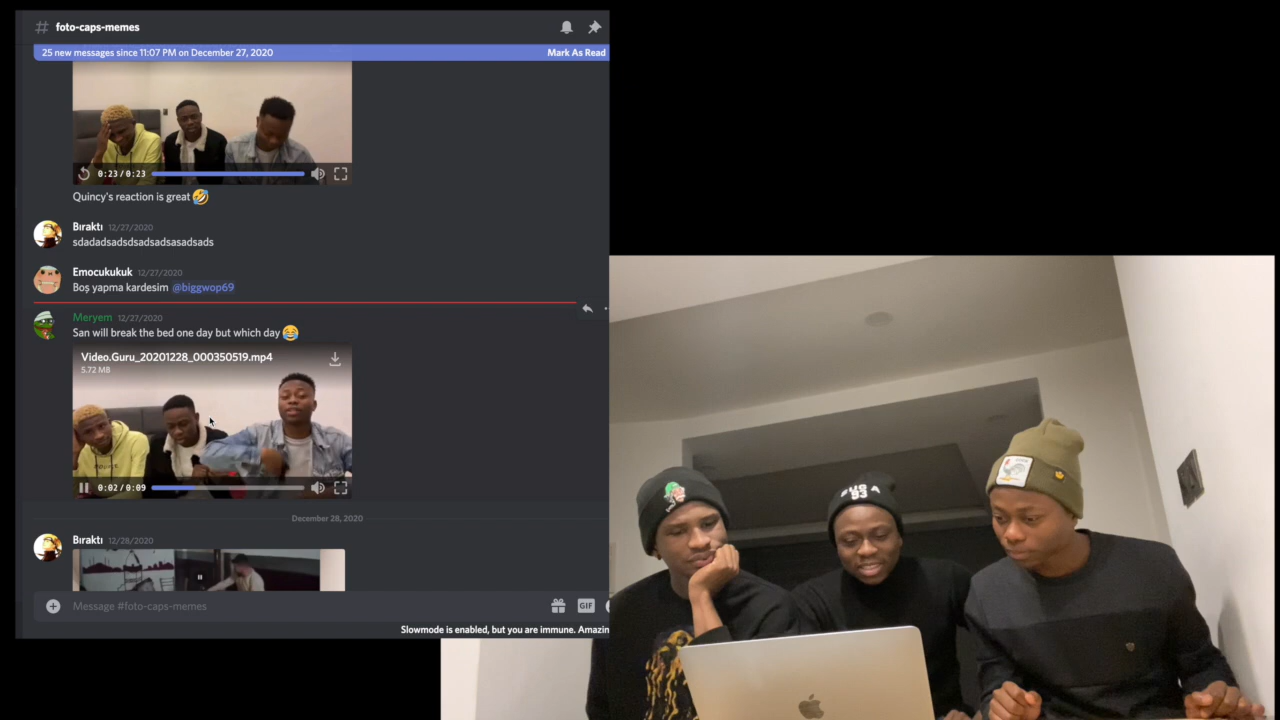 foto-caps-memes
25 new messages since 11:07 PM on December 27, 2020 Mark As Read
0:23 / 0:23
Quincy's reaction is great
Bıraktı 12/27/2020
sdadadsadsdsadsadsasadsads
Emocukukuk 12/27/2020
Boş yapma kardesim @biggwop69
Meryem 12/27/2020
San will break the bed one day but which day
Video.Guru_20201228_000350519.mp4
5.72 MB
0:02 / 0:09
December 28, 2020
Bıraktı 12/28/2020
Message #foto-caps-memes
GIF
Slowmode is enabled, but you are immune. Amazin